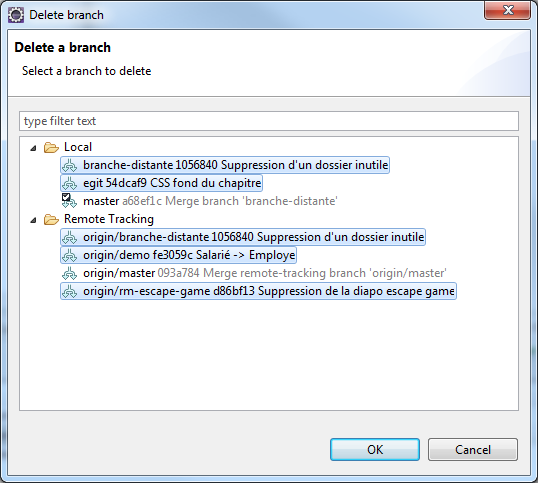 Delete branch
Delete a branch
Select a branch to delete
type filter text
Local
branche-distante 1056840 Suppression d'un dossier inutile
egit 54dcaf9 CSS fond du chapitre
master a68ef1c Merge branch 'branche-distante'
Remote Tracking
origin/branche-distante 1056840 Suppression d'un dossier inutile
origin/demo fe3059c Salarié -> Employe
origin/master 093a784 Merge remote-tracking branch 'origin/master'
origin/rm-escape-game d86bf13 Suppression de la diapo escape game
OK
Cancel